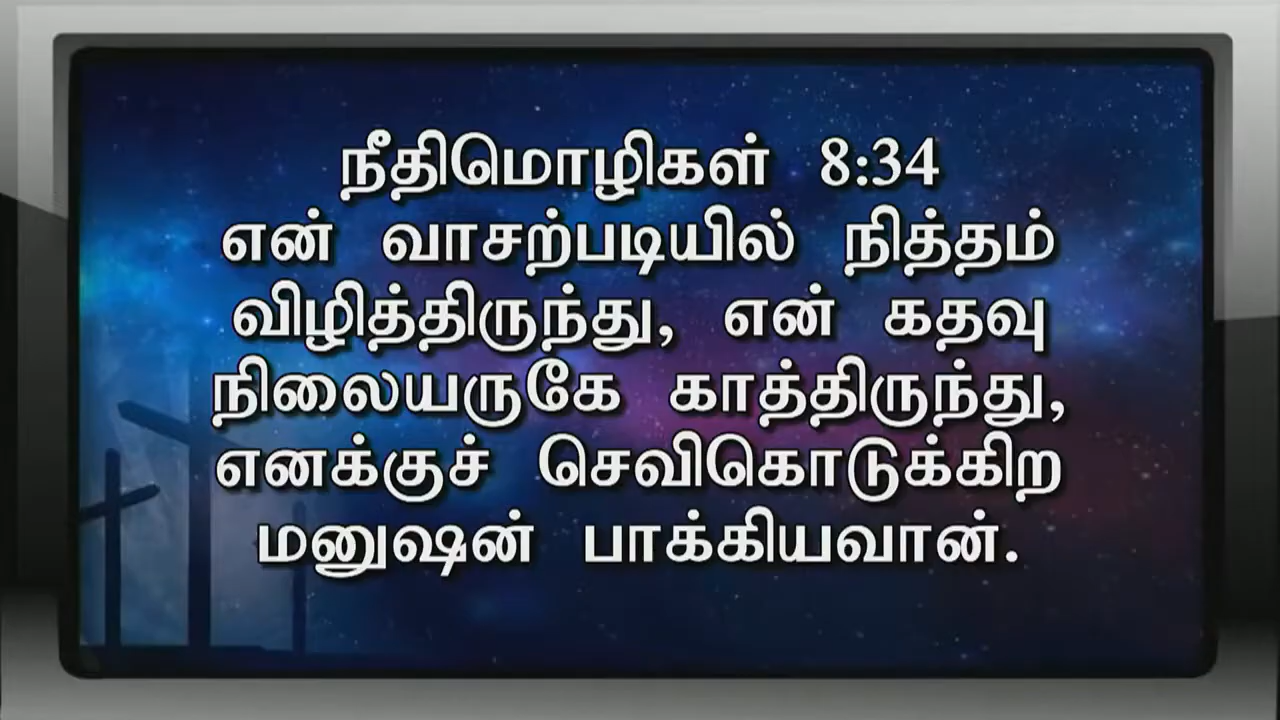 நீதிமொழிகள் 8:34
என் வாசற்படியில் நித்தம்
விழித்திருந்து, என் கதவு
நிலையருகே காத்திருந்து,
எனக்குச் செவிகொடுக்கிற
மனுஷன் பாக்கியவான்.